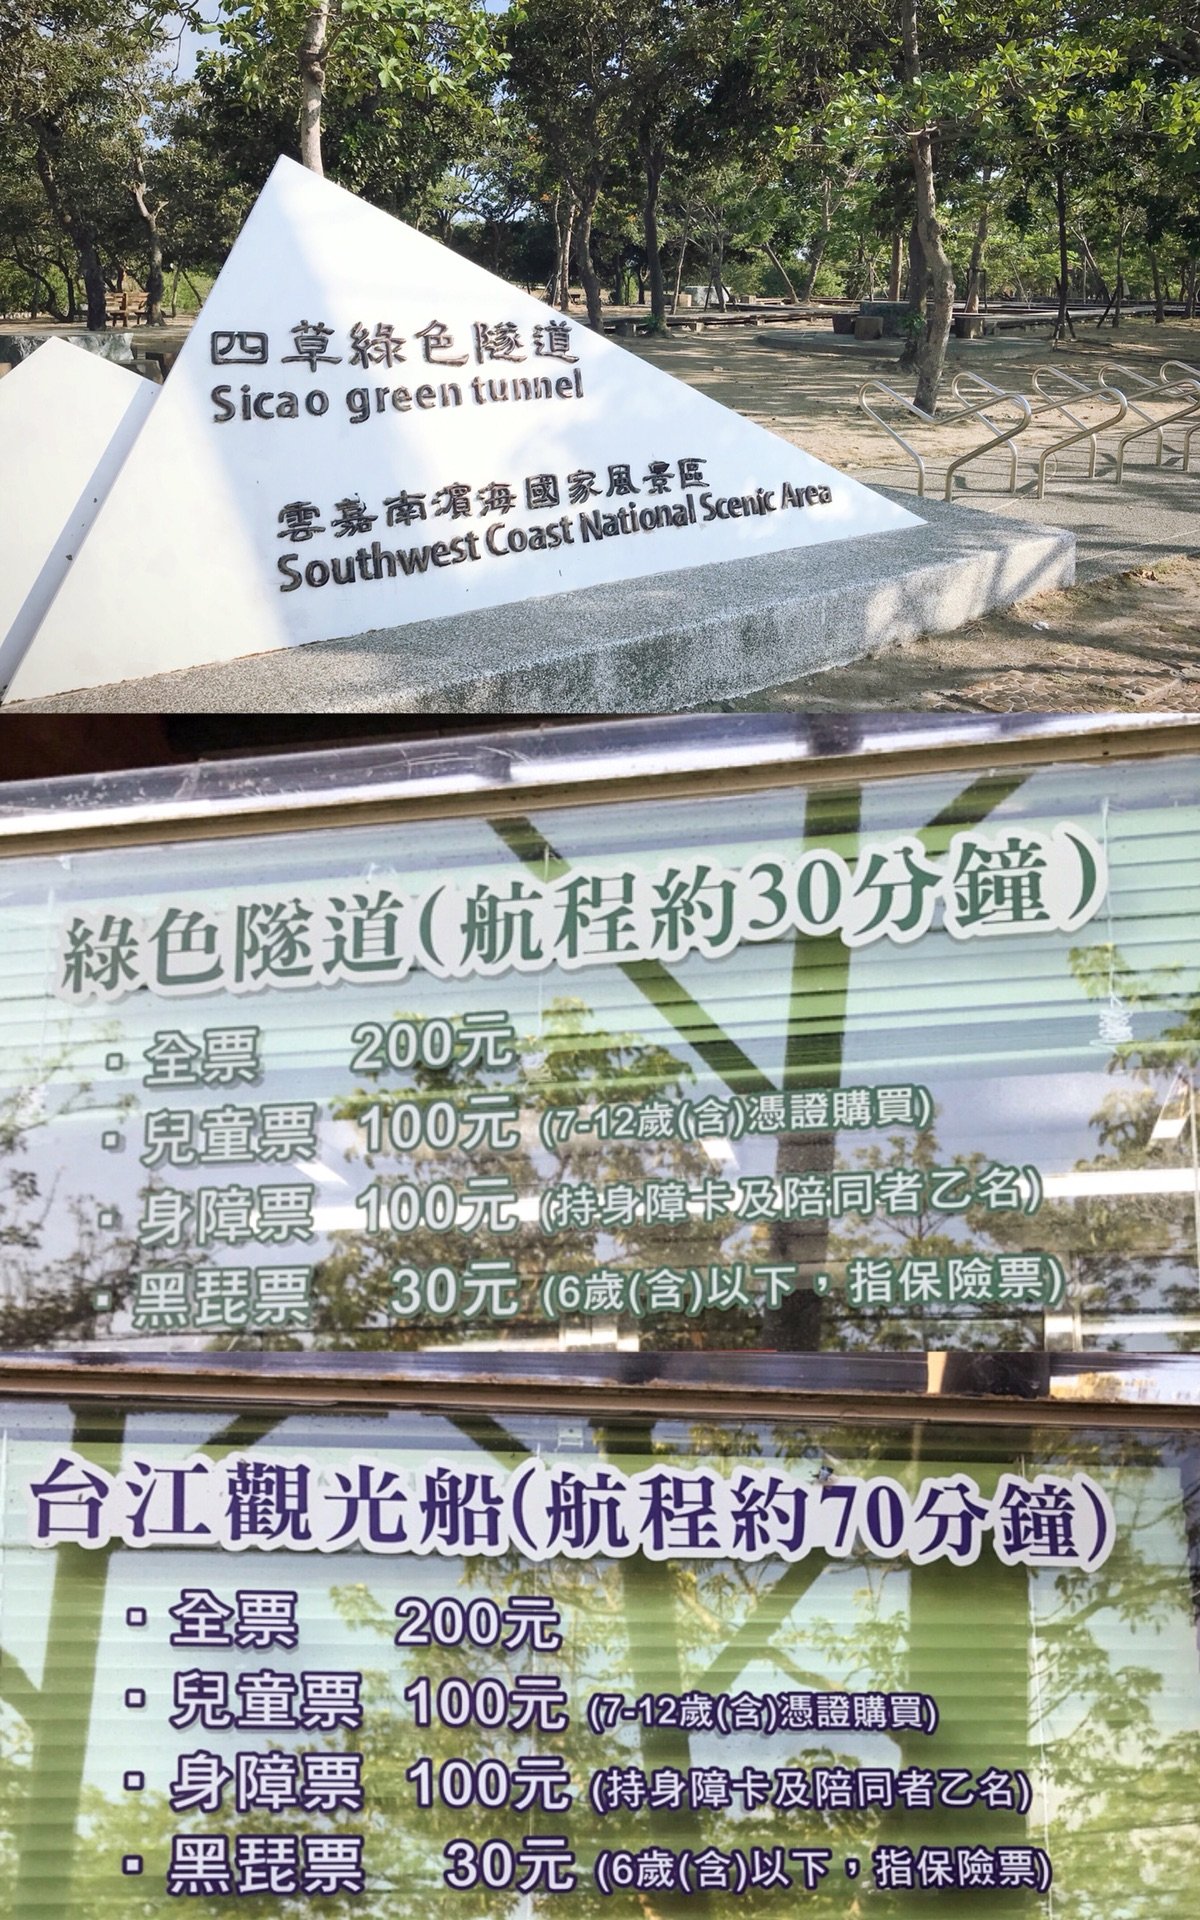 四草綠色隧道
Sicao green tunnel
雲嘉南濱海國家風景區
Southwest Coast National Scenic Area
綠色隧道(航程約30分鐘)
▪全票 200元
▪兒童票 100元 (7-12歲(含)憑證購買)
▪身障票 100元 (持身障卡及陪同者乙名)
▪黑琵票 30元 (6歲(含)以下，指保險票)
台江觀光船(航程約70分鐘)
▪全票 200元
▪兒童票 100元 (7-12歲(含)憑證購買)
▪身障票 100元 (持身障卡及陪同者乙名)
▪黑琵票 30元 (6歲(含)以下，指保險票)